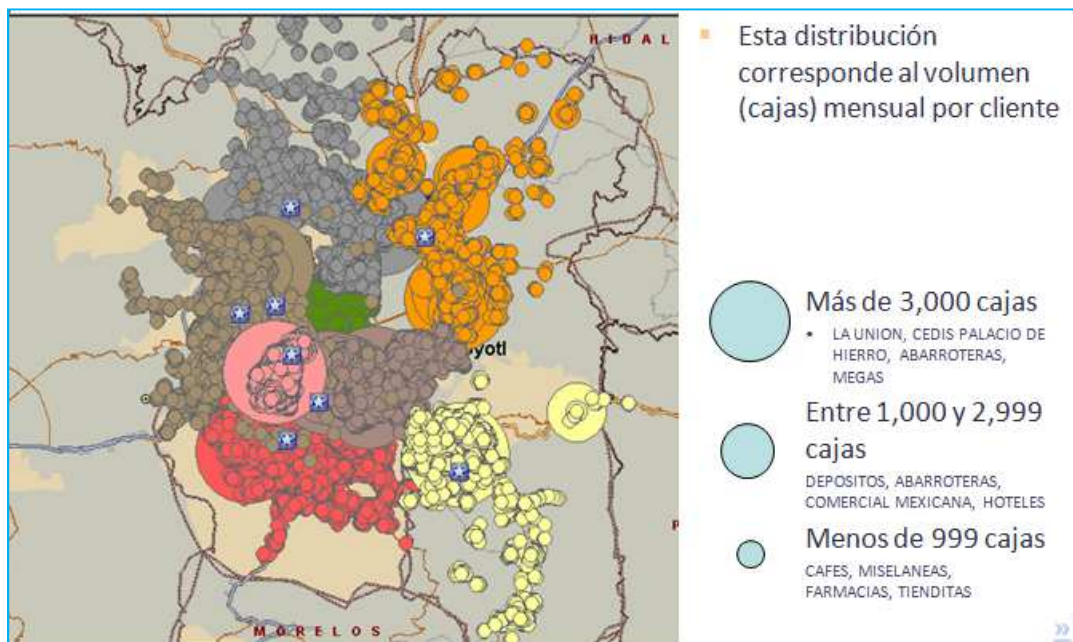 HIDAL
yotl
MORELOS
P
Esta distribución
corresponde al volumen
(cajas) mensual por cliente
Más de 3,000 cajas
• LA UNION, CEDIS PALACIO DE
HIERRO, ABARROTERAS,
MEGAS
Entre 1,000 y 2,999
cajas
DEPOSITOS, ABARROTERAS,
COMERCIAL MEXICANA, HOTELES
Menos de 999 cajas
CAFES, MISELANEAS,
FARMACIAS, TIENDITAS
»